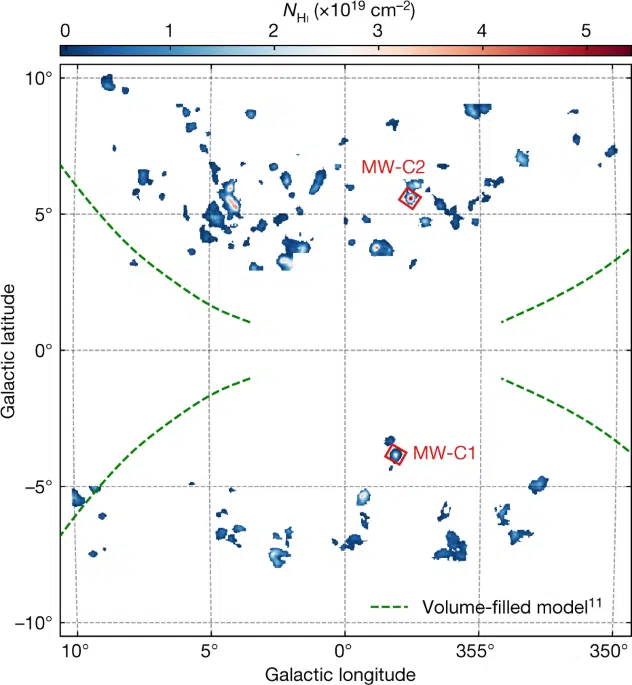 N_HI (×10^19 cm^–2)
0 1 2 3 4 5
10°
MW-C2
5°
Galactic latitude
0°
MW-C1
–5°
Volume-filled model^11
–10°
10° 5° 0° 355° 350°
Galactic longitude